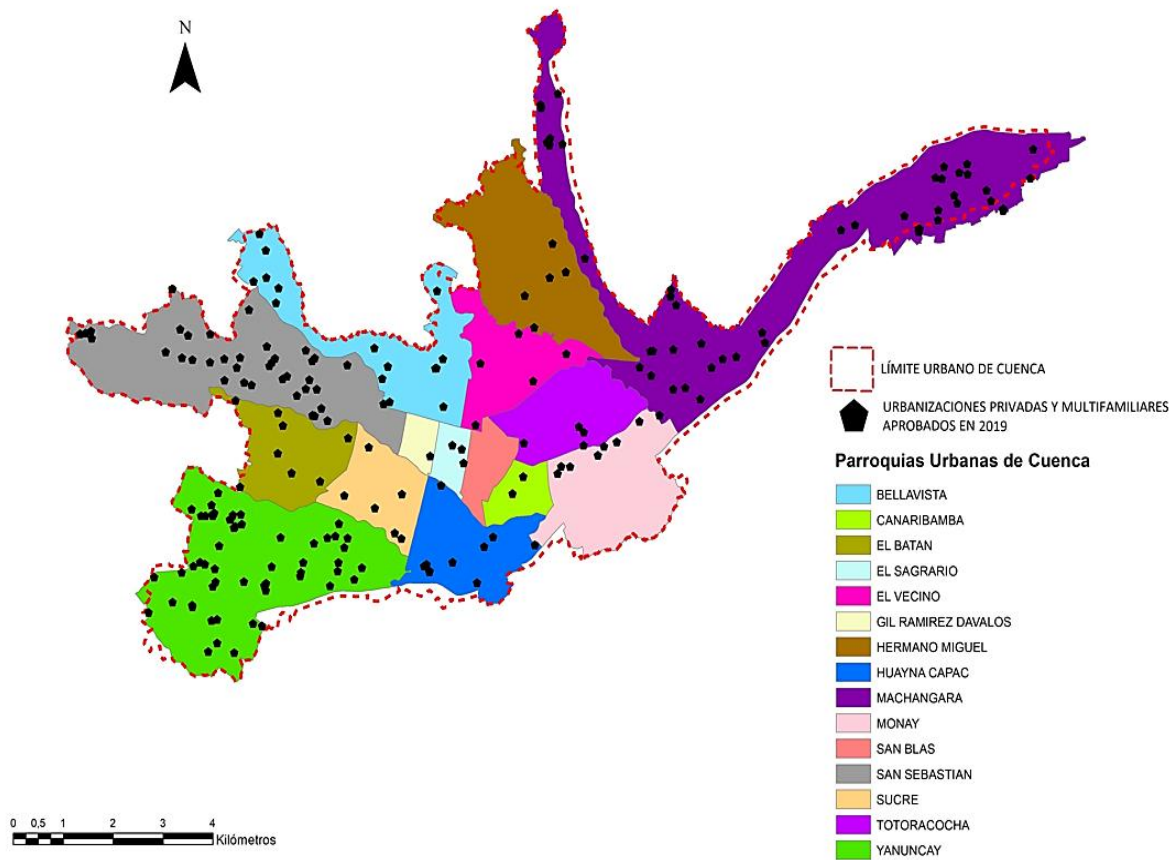 N
LÍMITE URBANO DE CUENCA
URBANIZACIONES PRIVADAS Y MULTIFAMILIARES
APROBADOS EN 2019
Parroquias Urbanas de Cuenca
BELLAVISTA
CANARIBAMBA
EL BATAN
EL SAGRARIO
EL VECINO
GIL RAMIREZ DAVALOS
HERMANO MIGUEL
HUAYNA CAPAC
MACHANGARA
MONAY
SAN BLAS
SAN SEBASTIAN
SUCRE
TOTORACOCHA
YANUNCAY
0 0,5 1 2 3 4
Kilómetros